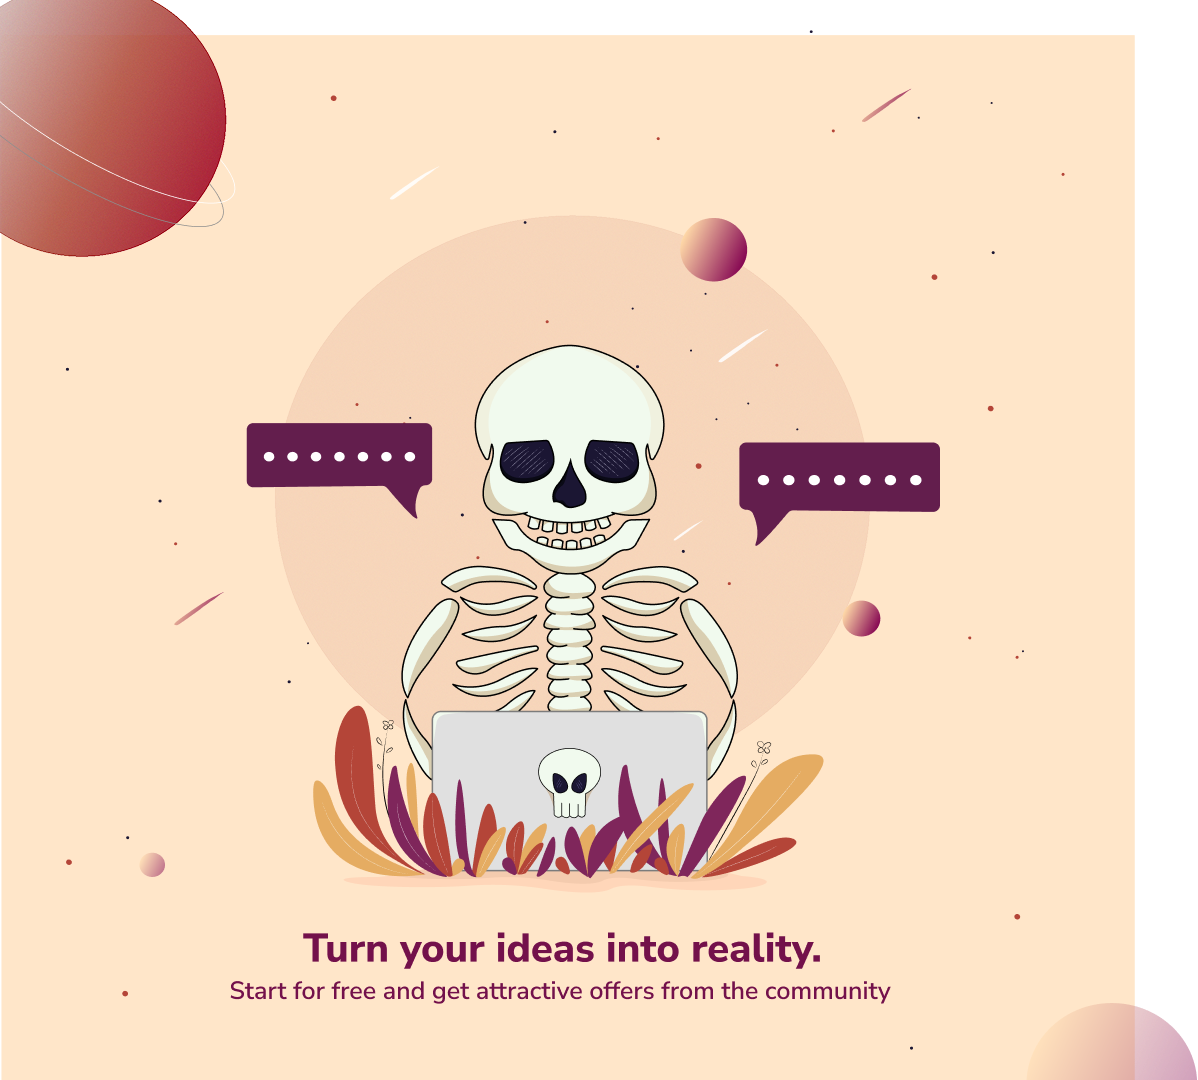 Turn your ideas into reality.
Start for free and get attractive offers from the community